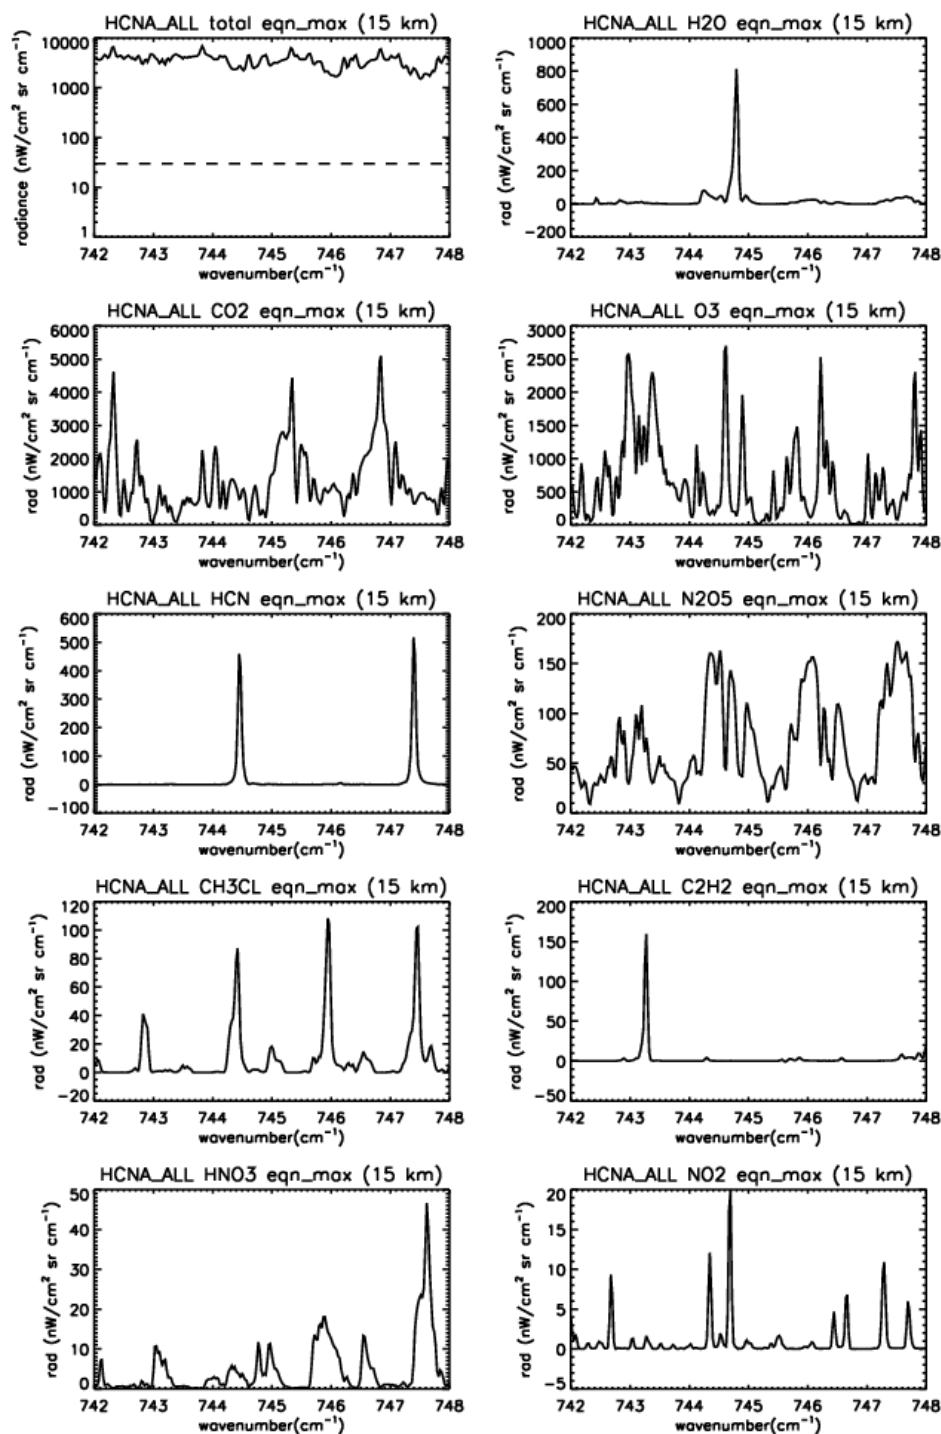 HCNA_ALL total eqn_max (15 km)
10000
1000
100
10
1
radiance (nW/cm² sr cm⁻¹)
742 743 744 745 746 747 748
wavenumber(cm⁻¹)
HCNA_ALL H2O eqn_max (15 km)
1000
800
600
400
200
0
-200
rad (nW/cm² sr cm⁻¹)
742 743 744 745 746 747 748
wavenumber(cm⁻¹)
HCNA_ALL CO2 eqn_max (15 km)
6000
5000
4000
3000
2000
1000
0
rad (nW/cm² sr cm⁻¹)
742 743 744 745 746 747 748
wavenumber(cm⁻¹)
HCNA_ALL O3 eqn_max (15 km)
3000
2500
2000
1500
1000
500
0
rad (nW/cm² sr cm⁻¹)
742 743 744 745 746 747 748
wavenumber(cm⁻¹)
HCNA_ALL HCN eqn_max (15 km)
600
500
400
300
200
100
0
-100
rad (nW/cm² sr cm⁻¹)
742 743 744 745 746 747 748
wavenumber(cm⁻¹)
HCNA_ALL N2O5 eqn_max (15 km)
200
150
100
50
0
rad (nW/cm² sr cm⁻¹)
742 743 744 745 746 747 748
wavenumber(cm⁻¹)
HCNA_ALL CH3CL eqn_max (15 km)
120
100
80
60
40
20
0
-20
rad (nW/cm² sr cm⁻¹)
742 743 744 745 746 747 748
wavenumber(cm⁻¹)
HCNA_ALL C2H2 eqn_max (15 km)
200
150
100
50
0
-50
rad (nW/cm² sr cm⁻¹)
742 743 744 745 746 747 748
wavenumber(cm⁻¹)
HCNA_ALL HNO3 eqn_max (15 km)
50
40
30
20
10
0
rad (nW/cm² sr cm⁻¹)
742 743 744 745 746 747 748
wavenumber(cm⁻¹)
HCNA_ALL NO2 eqn_max (15 km)
20
15
10
5
0
-5
rad (nW/cm² sr cm⁻¹)
742 743 744 745 746 747 748
wavenumber(cm⁻¹)